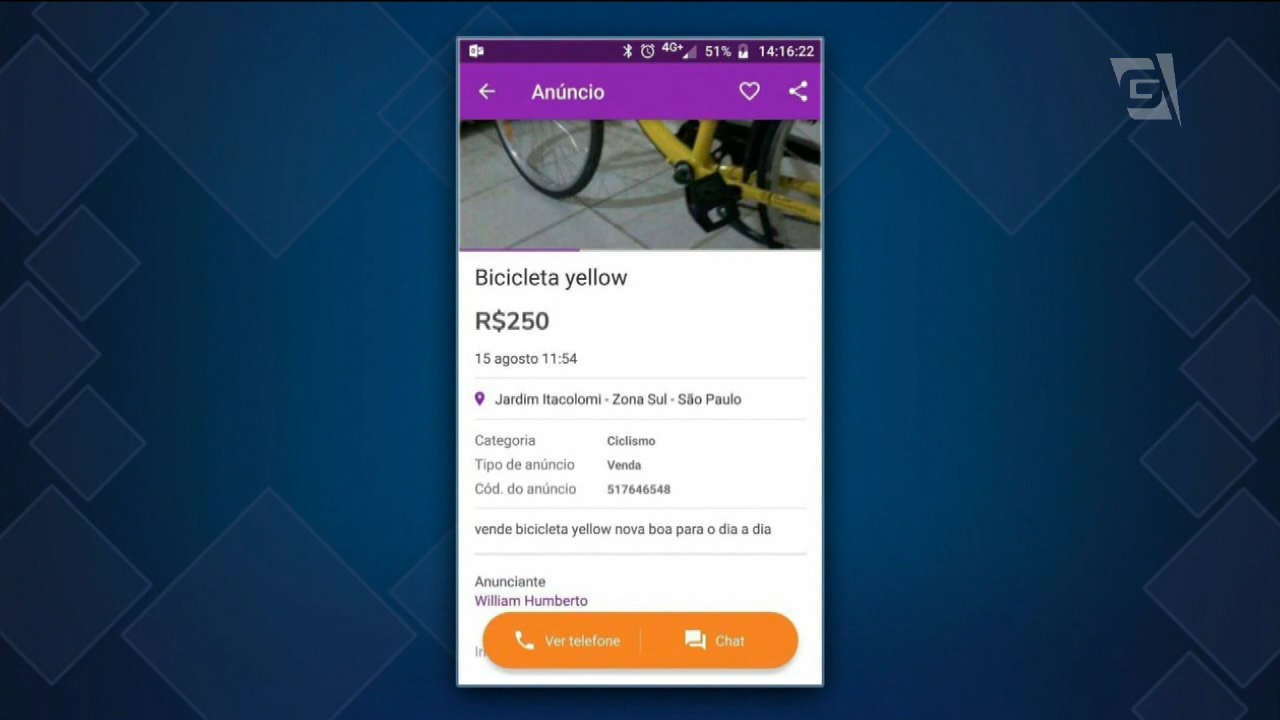 4G+ 51% 14:16:22
Anúncio
Bicicleta yellow
R$250
15 agosto 11:54
Jardim Itacolomi - Zona Sul - São Paulo
Categoria Ciclismo
Tipo de anúncio Venda
Cód. do anúncio 517646548
vende bicicleta yellow nova boa para o dia a dia
Anunciante
William Humberto
Ver telefone Chat